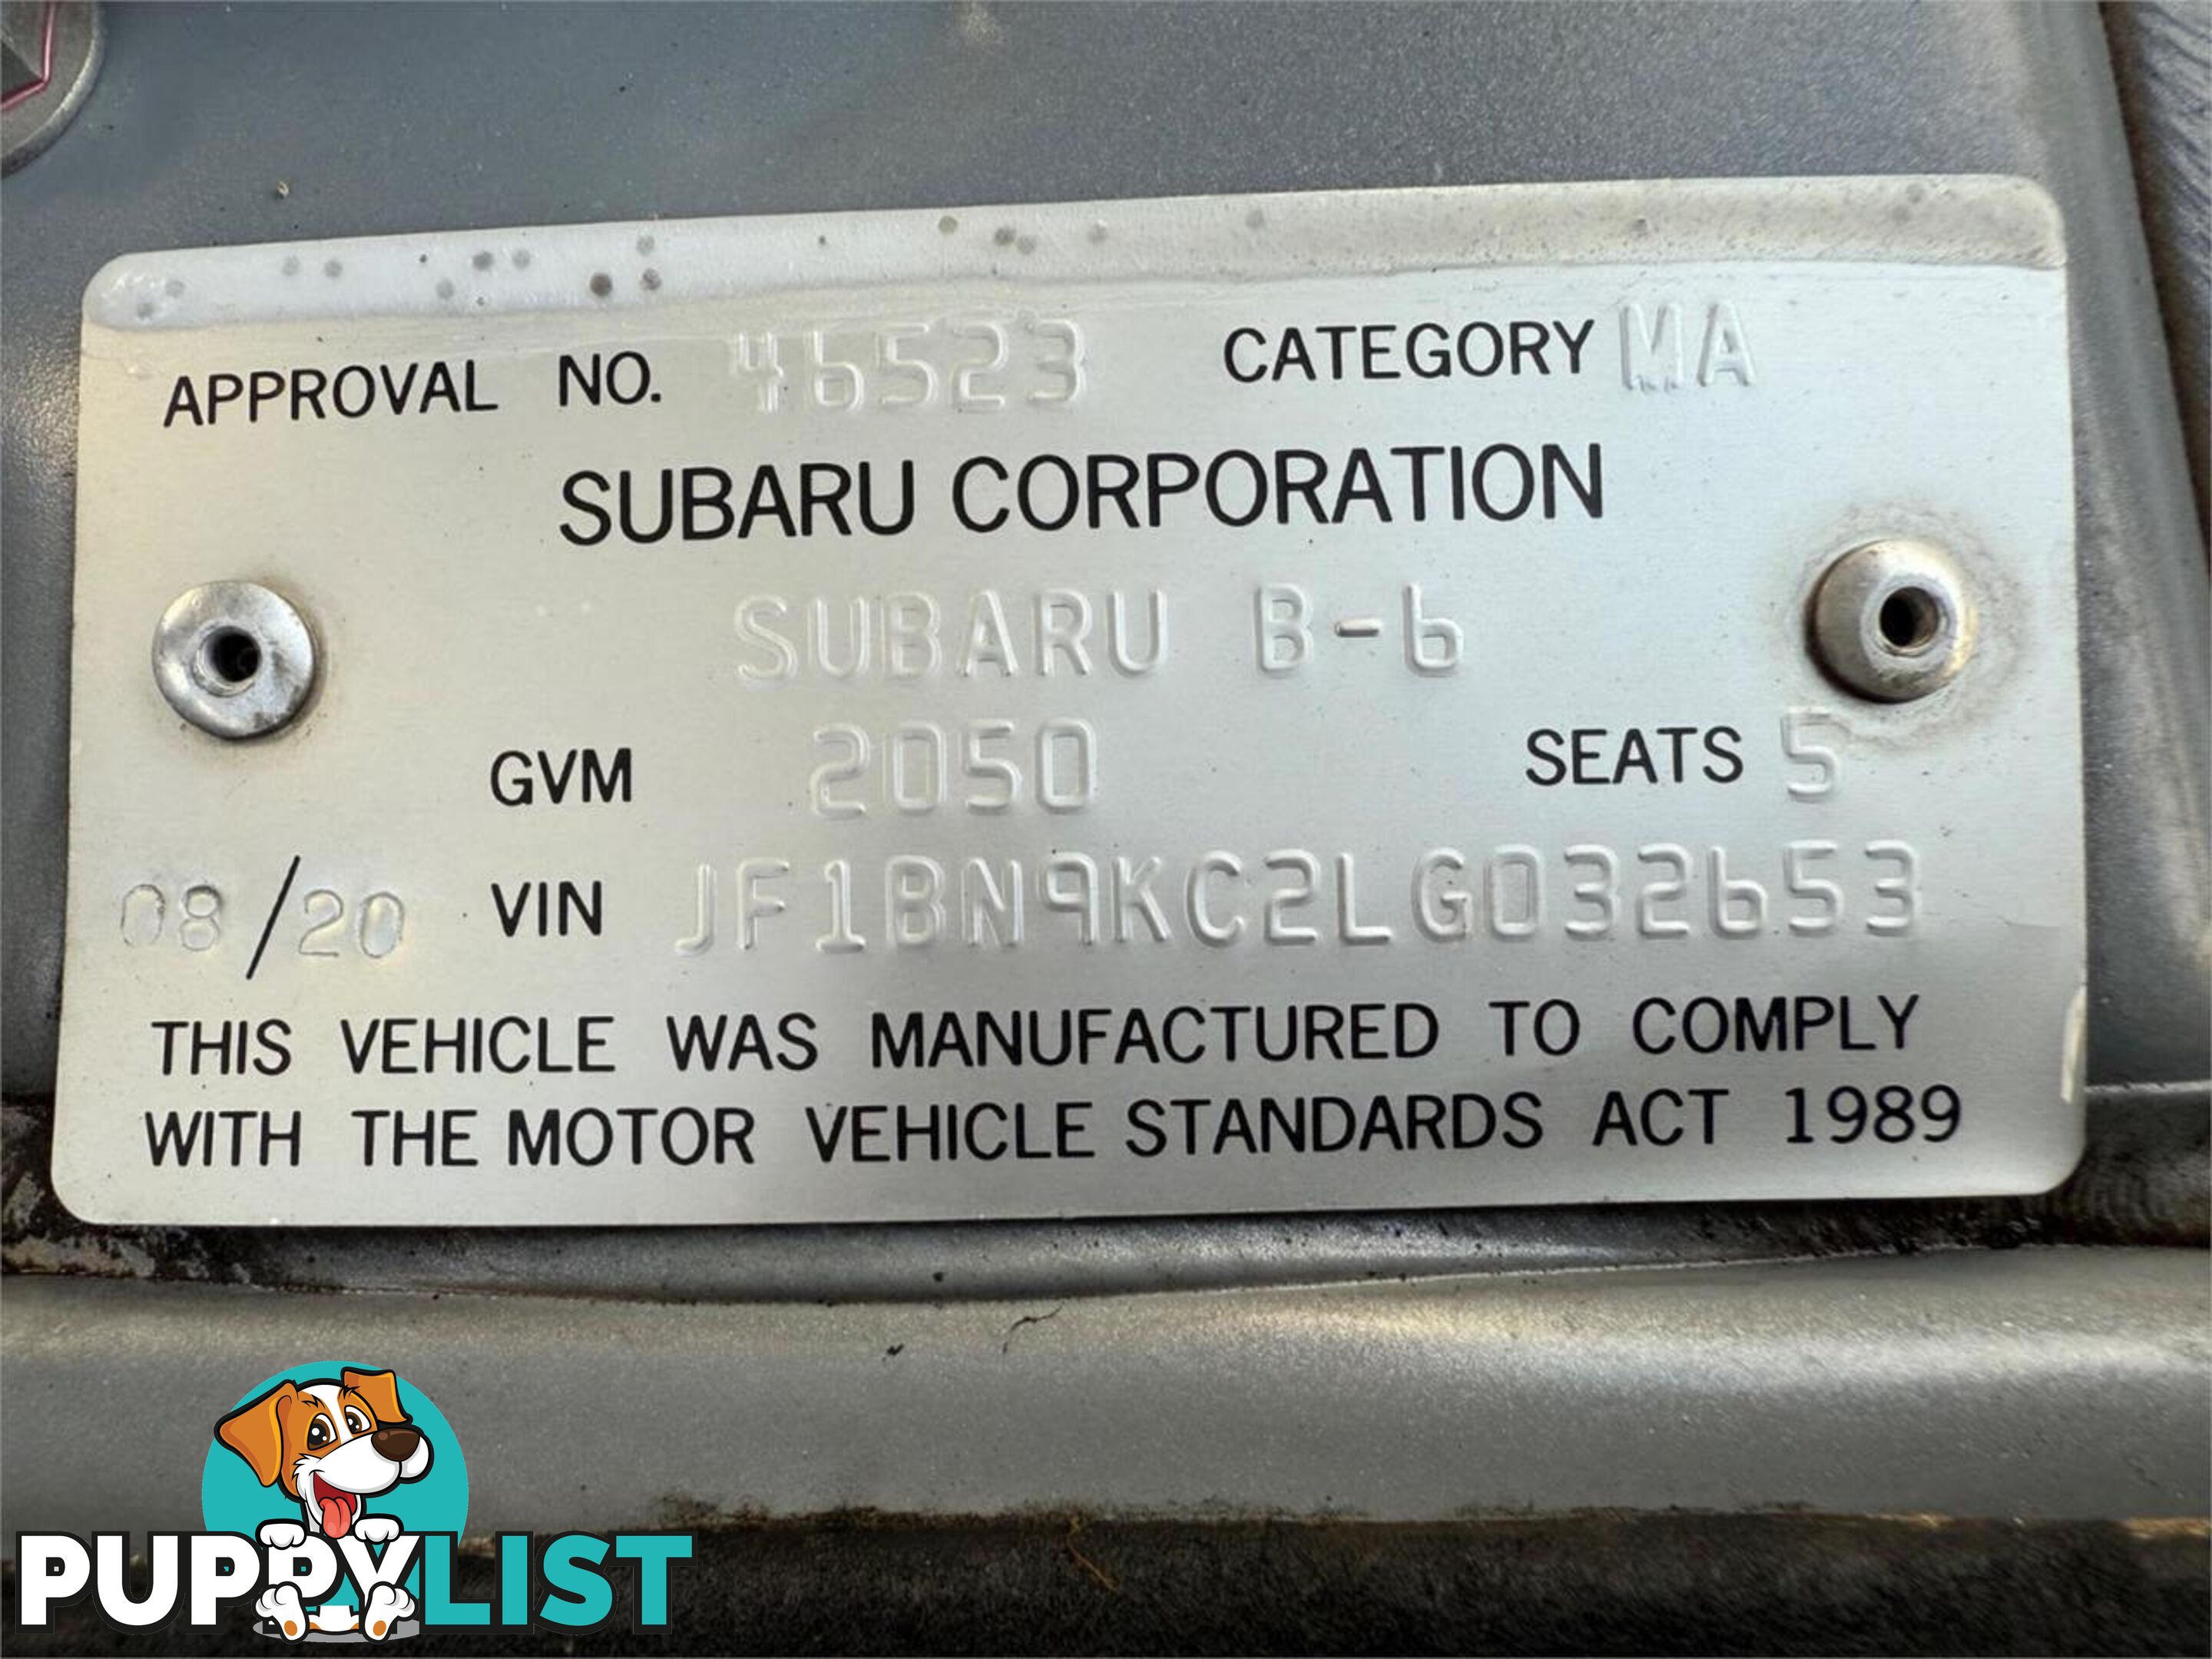 APPROVAL NO. 46523 CATEGORY MA
SUBARU CORPORATION
SUBARU B-6
GVM 2050 SEATS 5
08/20 VIN JF1BN9KC2LG032653
THIS VEHICLE WAS MANUFACTURED TO COMPLY
WITH THE MOTOR VEHICLE STANDARDS ACT 1989
PUPPYLIST